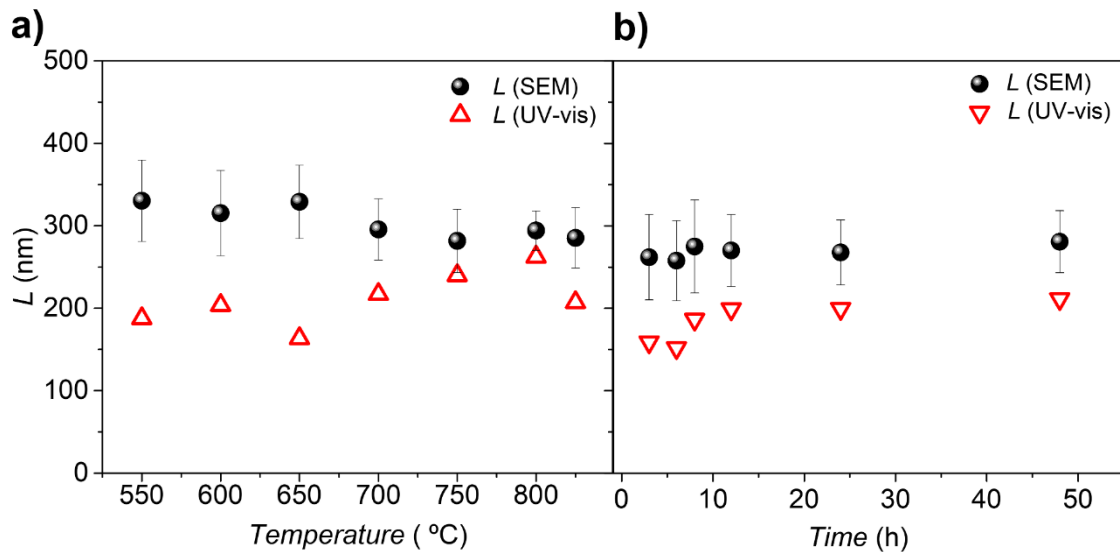 a)
500
400
300
200
100
0
L (nm)
L (SEM)
L (UV-vis)
550 600 650 700 750 800
Temperature ( ºC)
b)
L (SEM)
L (UV-vis)
0 10 20 30 40 50
Time (h)